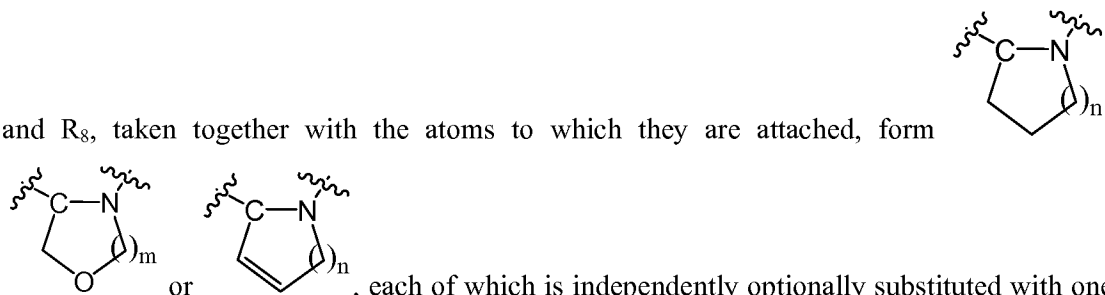 C N
( )n
and R₈, taken together with the atoms to which they are attached, form
C N C N
( )m ( )n
O or , each of which is independently optionally substituted with one